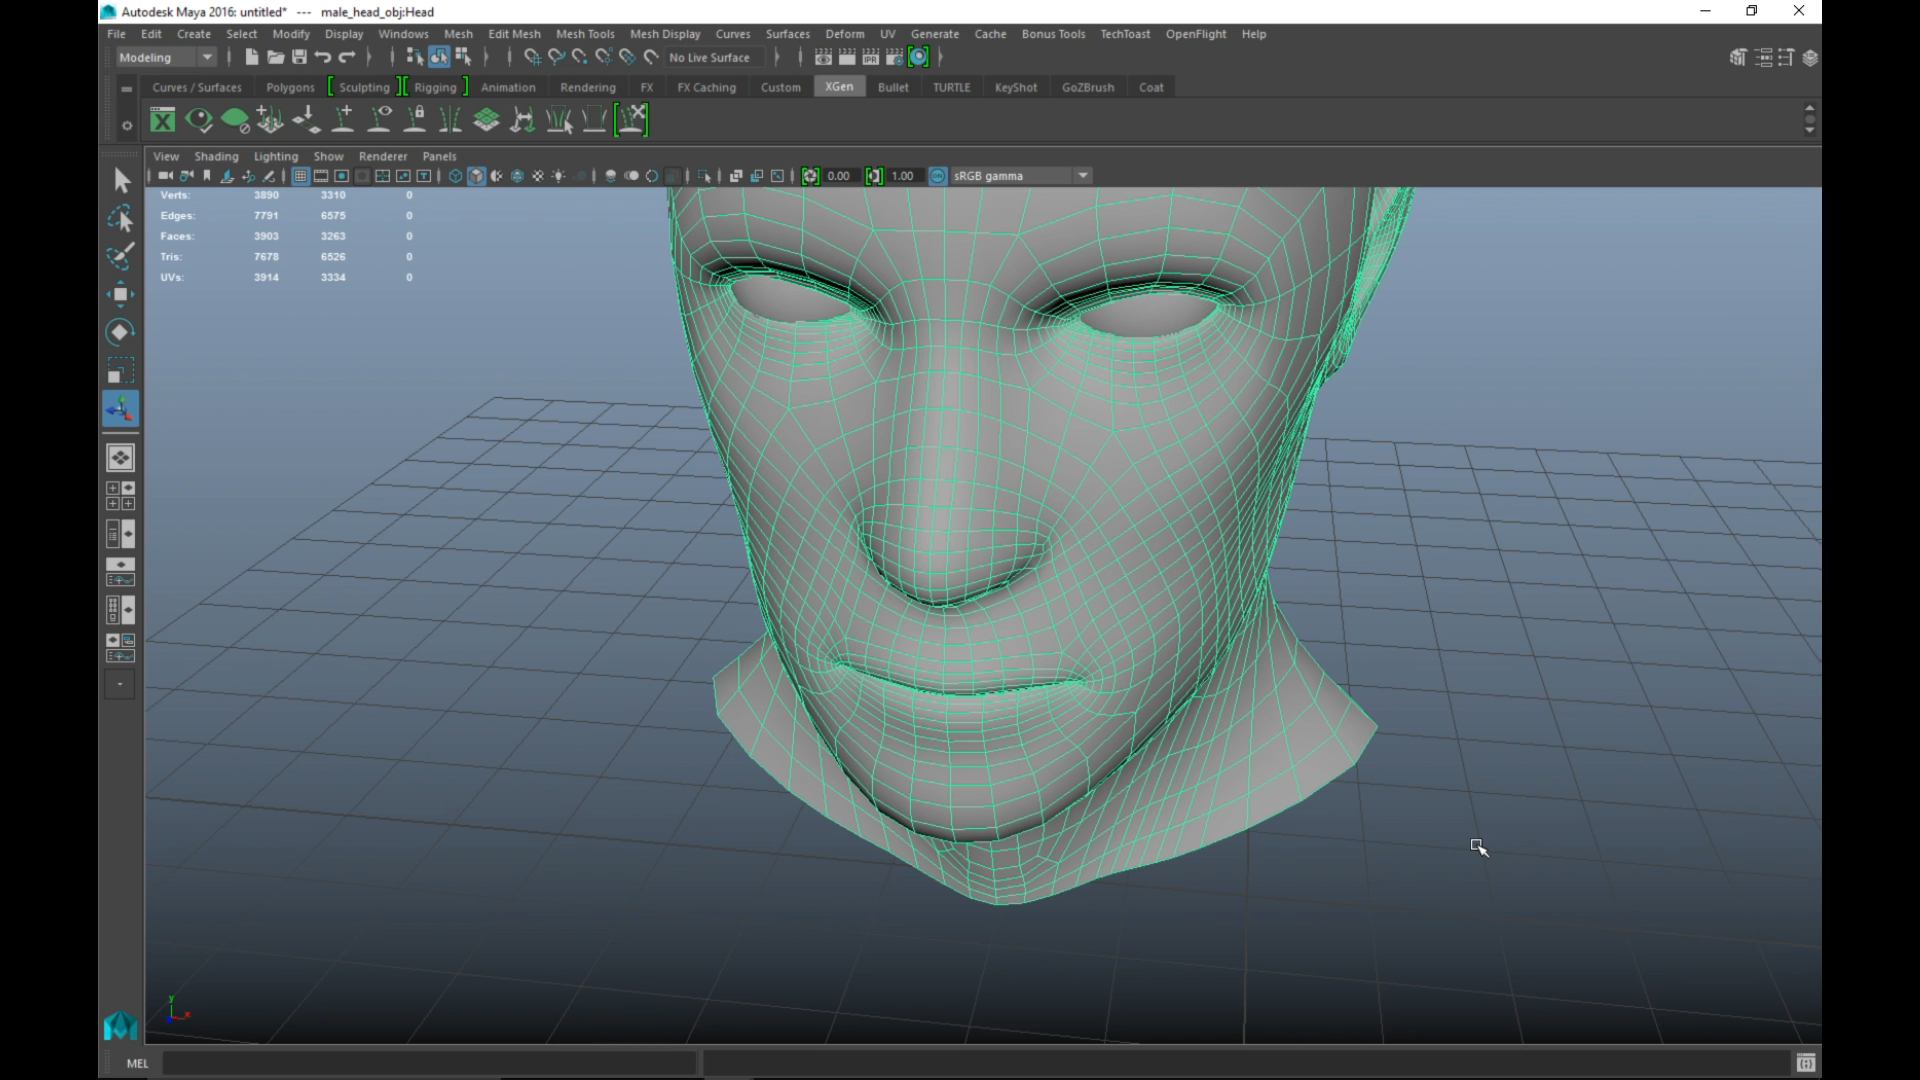 Autodesk Maya 2016: untitled* --- male_head_obj:Head
File Edit Create Select Modify Display Windows Mesh Edit Mesh Mesh Tools Mesh Display Curves Surfaces Deform UV Generate Cache Bonus Tools TechToast OpenFlight Help
Modeling No Live Surface
Curves / Surfaces Polygons Sculpting Rigging Animation Rendering FX FX Caching Custom XGen Bullet TURTLE KeyShot GoZBrush Coat
View Shading Lighting Show Renderer Panels
0.00 1.00 sRGB gamma
Verts: 3890 3310 0
Edges: 7791 6575 0
Faces: 3903 3263 0
Tris: 7678 6526 0
UVs: 3914 3334 0
y
x
MEL